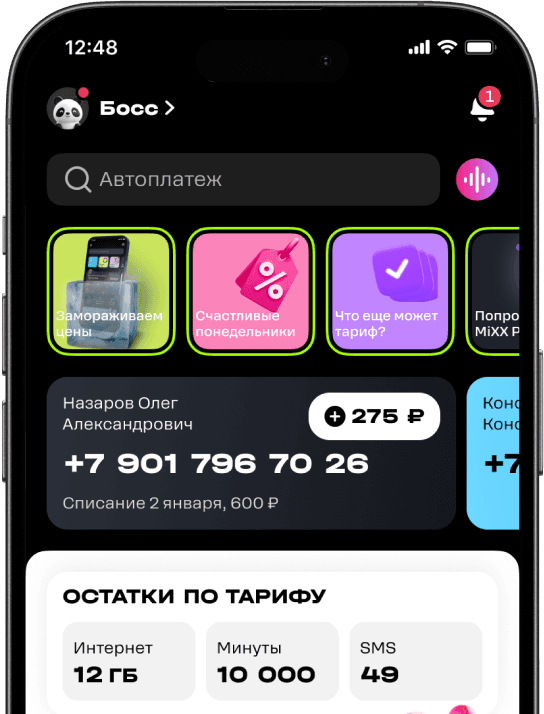 12:48
Босс
1
Автоплатеж
Замораживаем
цены
Счастливые
понедельники
Что еще может
тариф?
Попро
MiXX P
Назаров Олег
Александрович
275 ₽
+7 901 796 70 26
Списание 2 января, 600 ₽
Конс
Конс
+7
ОСТАТКИ ПО ТАРИФУ
Интернет
12 ГБ
Минуты
10 000
SMS
49